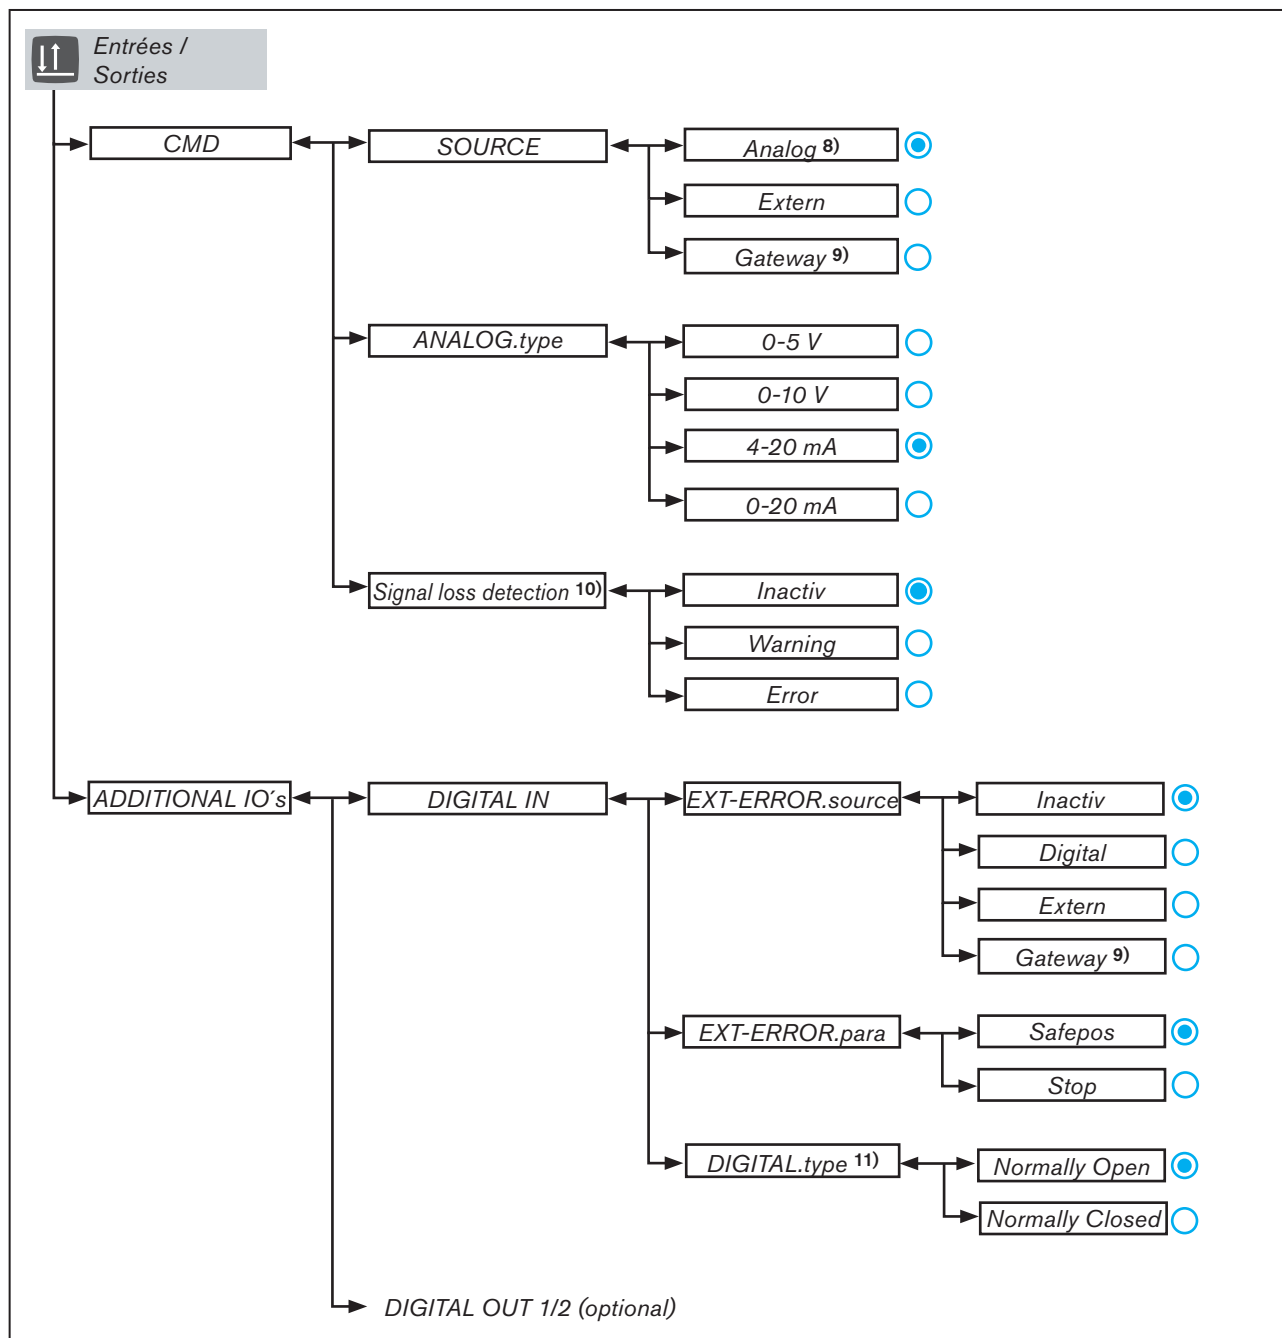 Entrées /
Sorties
CMD
SOURCE
Analog 8)
Extern
Gateway 9)
ANALOG.type
0-5 V
0-10 V
4-20 mA
0-20 mA
Signal loss detection 10)
Inactiv
Warning
Error
ADDITIONAL IO´s
DIGITAL IN
EXT-ERROR.source
Inactiv
Digital
Extern
Gateway 9)
EXT-ERROR.para
Safepos
Stop
DIGITAL.type 11)
Normally Open
Normally Closed
DIGITAL OUT 1/2 (optional)